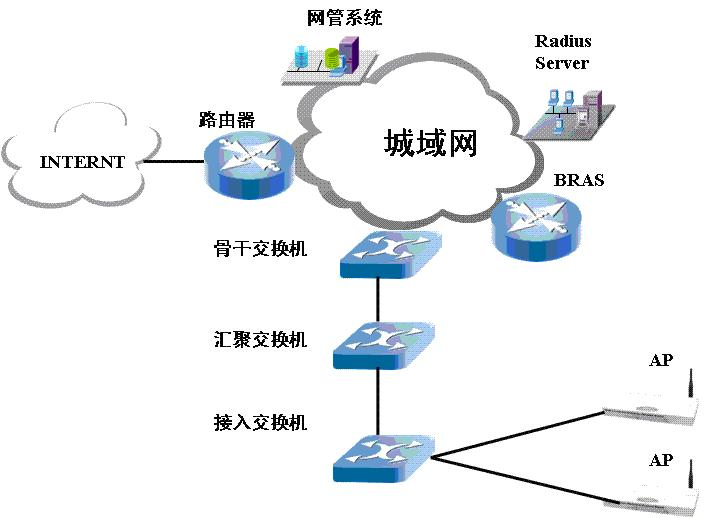 网管系统
Radius
Server
路由器
INTERNT
城域网
BRAS
骨干交换机
汇聚交换机
AP
接入交换机
AP